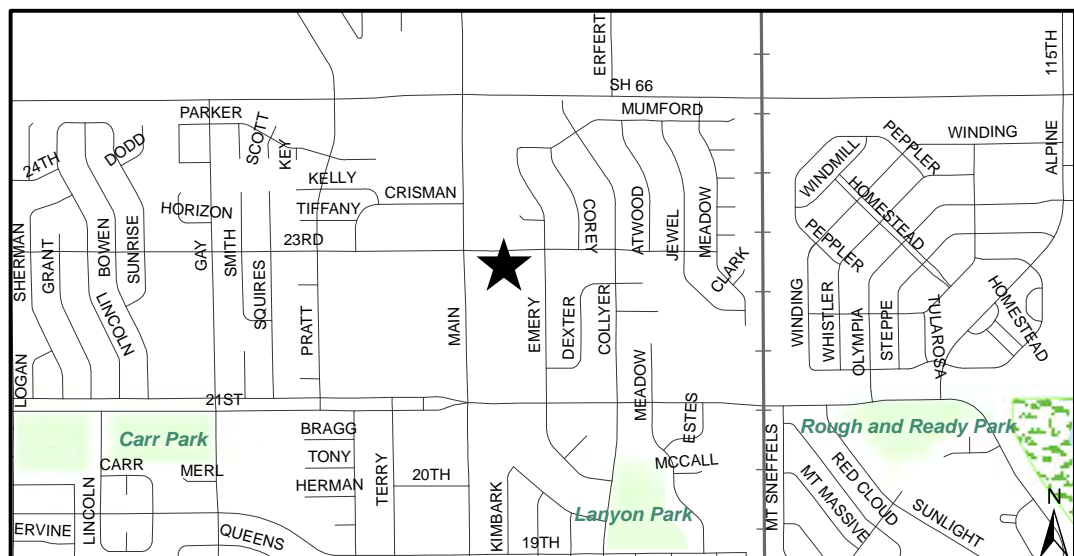 ERFERT
115TH
SH 66
PARKER
MUMFORD
SCOTT
KEY
DODD
24TH
PEPPLER
WINDING
ALPINE
WINDMILL
KELLY
CRISMAN
HORIZON
TIFFANY
23RD
COREY
ATWOOD
JEWEL
MEADOW
HOMESTEAD
PEPPLER
SHERMAN
GRANT
BOWEN
SUNRISE
GAY
SMITH
SQUIRES
CLARK
LINCOLN
PRATT
MAIN
EMERY
DEXTER
COLLYER
WINDING
WHISTLER
OLYMPIA
STEPPE
TULAROSA
HOMESTEAD
LOGAN
21ST
MEADOW
ESTES
Carr Park
BRAGG
TONY
HERMAN
TERRY
20TH
MCCALL
Rough and Ready Park
CARR
MERL
LINCOLN
ERVINE
QUEENS
KIMBARK
19TH
Lanyon Park
MT SNEFFELS
MT MASSIVE
RED CLOUD
SUNLIGHT
N